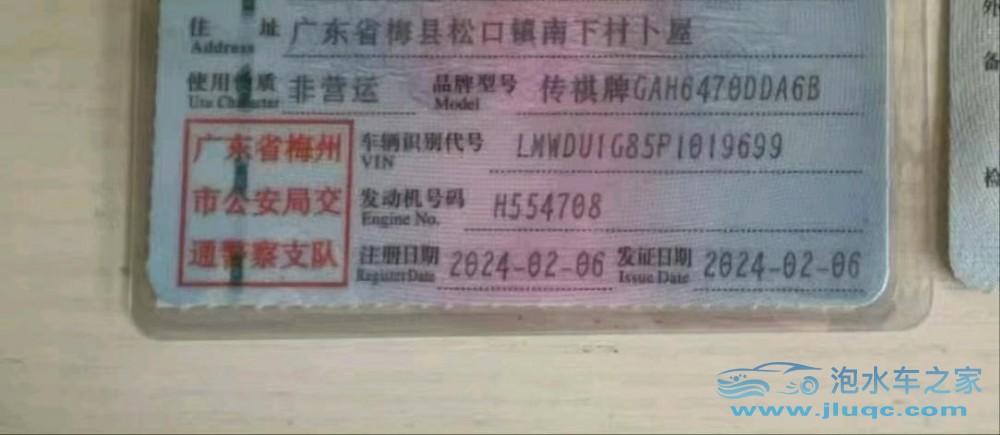 住 址 广东省梅县松口镇南下村卜屋
Address
使用性质 非营运 品牌型号 传祺牌GAH6470DDA6B
Use Character Model
广东省梅州 车辆识别代号 LMWDU1G85P1019699
VIN
市公安局交 发动机号码 H554708
Engine No.
通警察支队 注册日期 2024-02-06 发证日期 2024-02-06
Register Date Issue Date
外
备
检
泡水车之家
www.jluqc.com